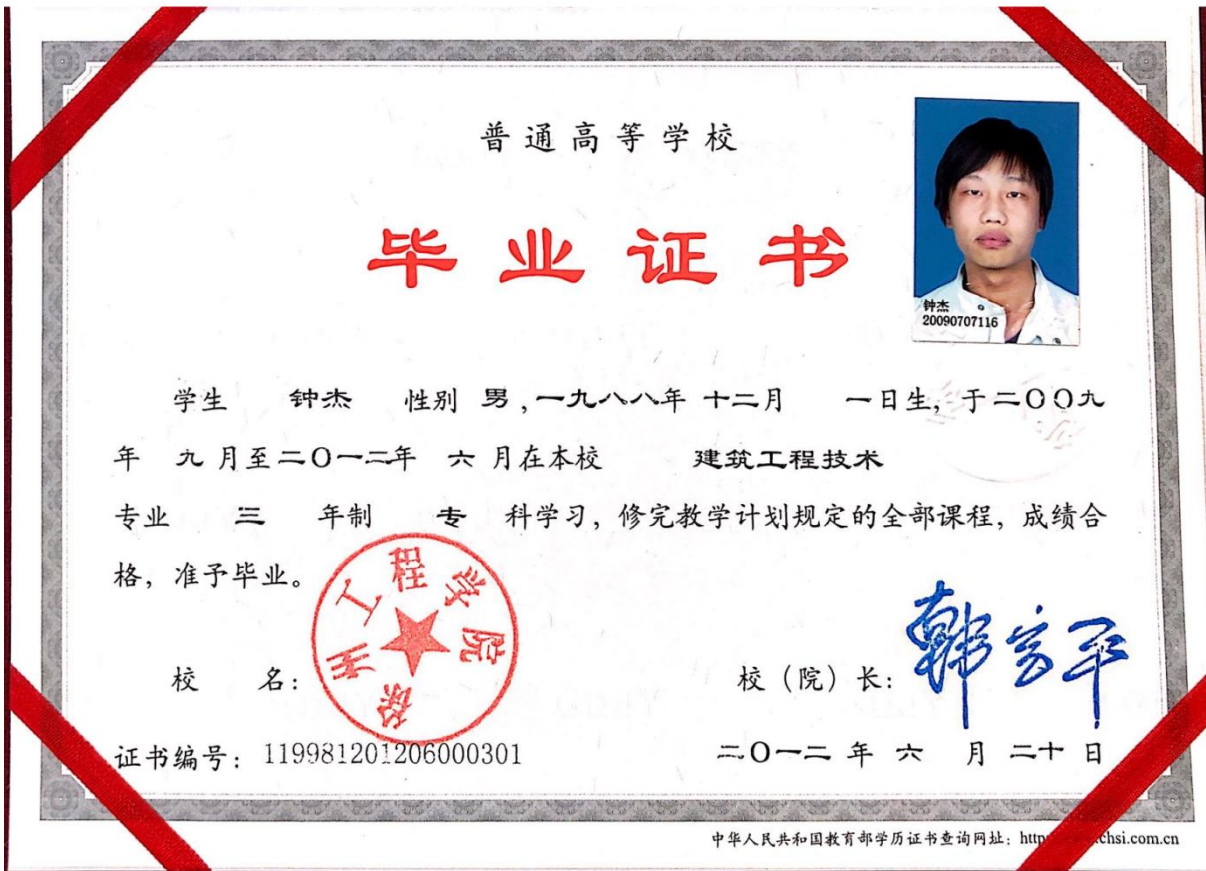 普通高等学校
毕业证书
钟杰
20090707116
学生 钟杰 性别 男,一九八八年 十二月 一日生, 于二〇〇九
年 九 月至二〇一二年 六 月在本校 建筑工程技术
专业 三 年制 专 科学习, 修完教学计划规定的全部课程, 成绩合
格, 准予毕业。
徐州工程学院
校 名:
校 (院) 长:
证书编号: 119981201206000301
二〇一二 年 六 月 二十 日
中华人民共和国教育部学历证书查询网址: http chsi.com.cn